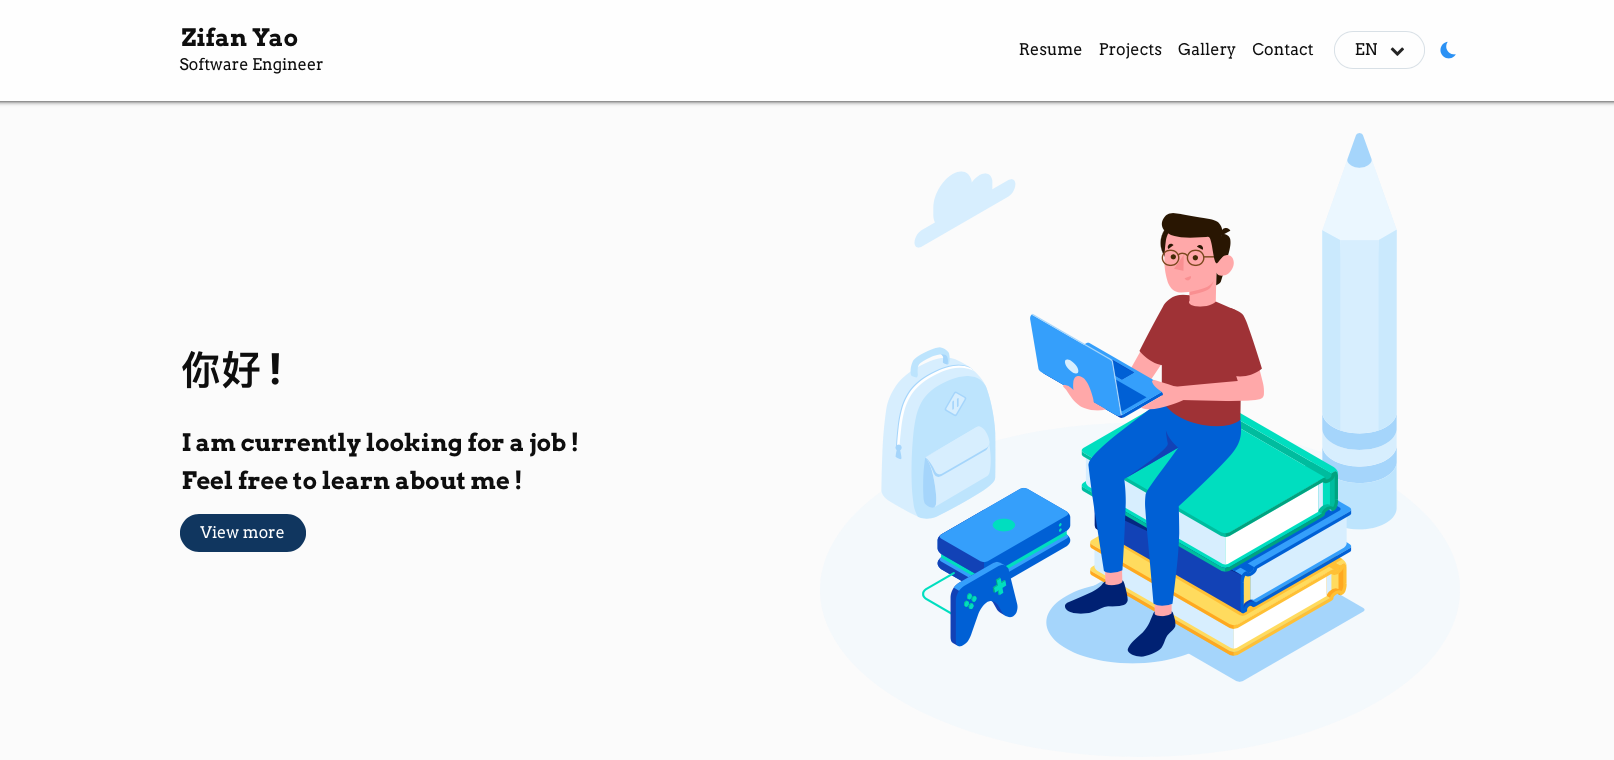 Zifan Yao
Software Engineer
Resume Projects Gallery Contact EN
你好 !
I am currently looking for a job !
Feel free to learn about me !
View more